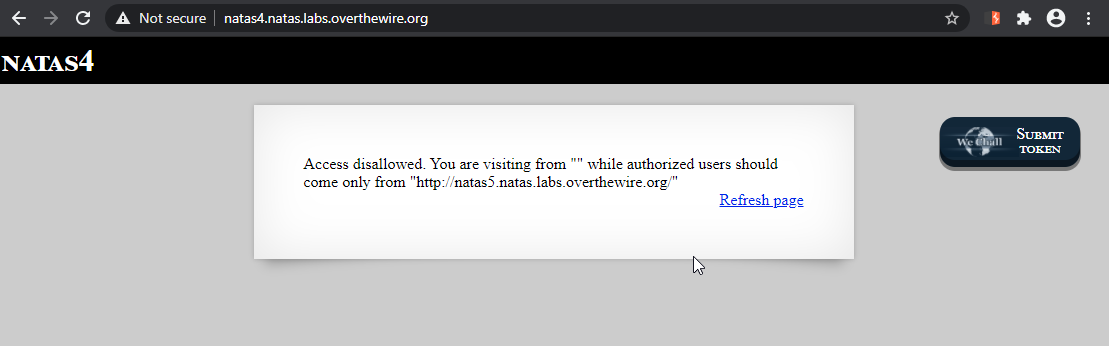 Not secure
natas4.natas.labs.overthewire.org
NATAS4
Access disallowed. You are visiting from "" while authorized users should
come only from "http://natas5.natas.labs.overthewire.org/"
Refresh page
We Chall
Submit
token